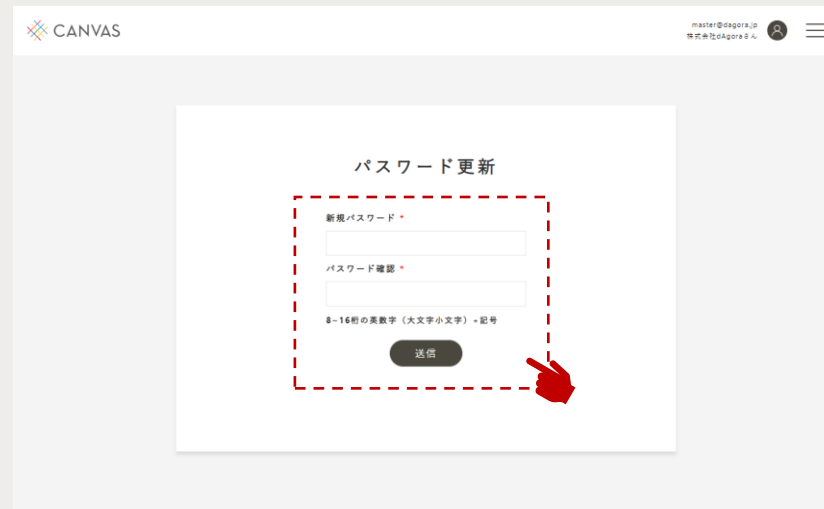 CANVAS
master@dagora.jp
株式会社dAgoraさん
パスワード更新
新規パスワード *
パスワード確認 *
8–16桁の英数字（大文字小文字）+記号
送信